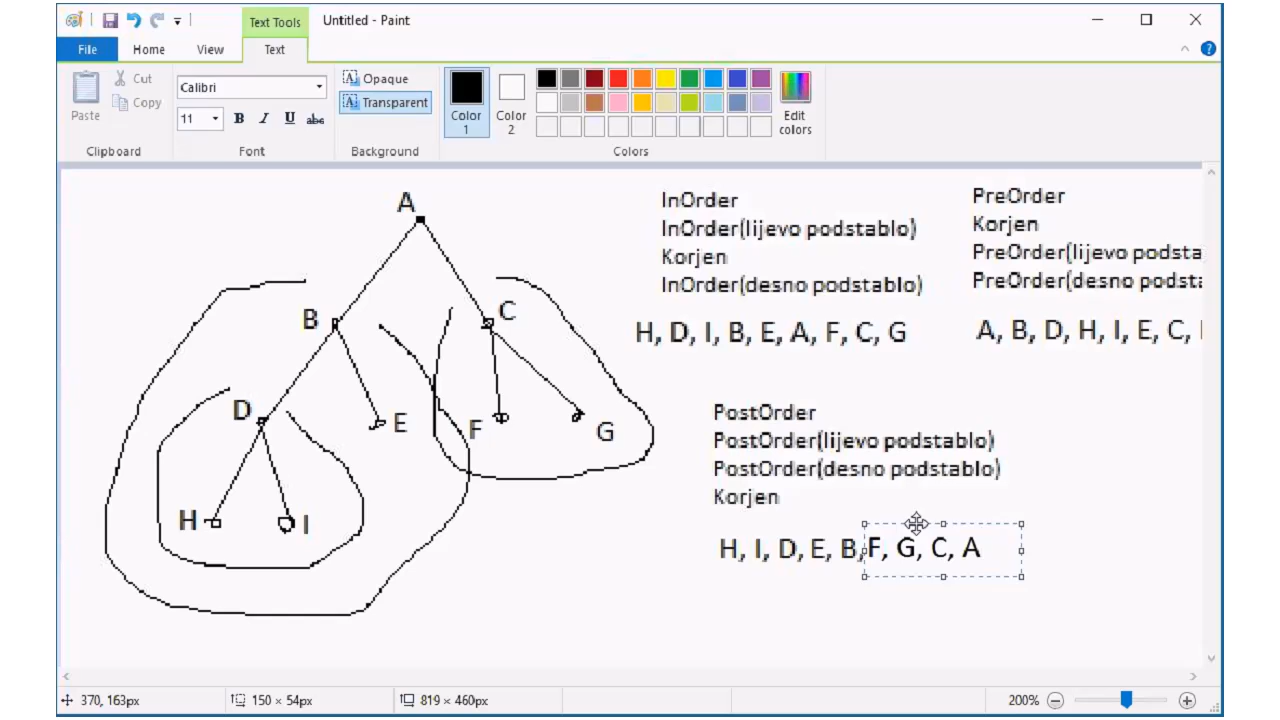 Text Tools Untitled - Paint
File Home View Text
Paste Cut Copy Clipboard
Calibri
11 B I U abc
Font
Opaque
Transparent
Background
Color 1
Color 2
Edit colors
Colors
A
B
C
D
E
F
G
H
I
InOrder
InOrder(lijevo podstablo)
Korjen
InOrder(desno podstablo)
H, D, I, B, E, A, F, C, G
PreOrder
Korjen
PreOrder(lijevo podsta
PreOrder(desno podsta
A, B, D, H, I, E, C,
PostOrder
PostOrder(lijevo podstablo)
PostOrder(desno podstablo)
Korjen
H, I, D, E, B,F, G, C, A
370, 163px 150 × 54px 819 × 460px 200%